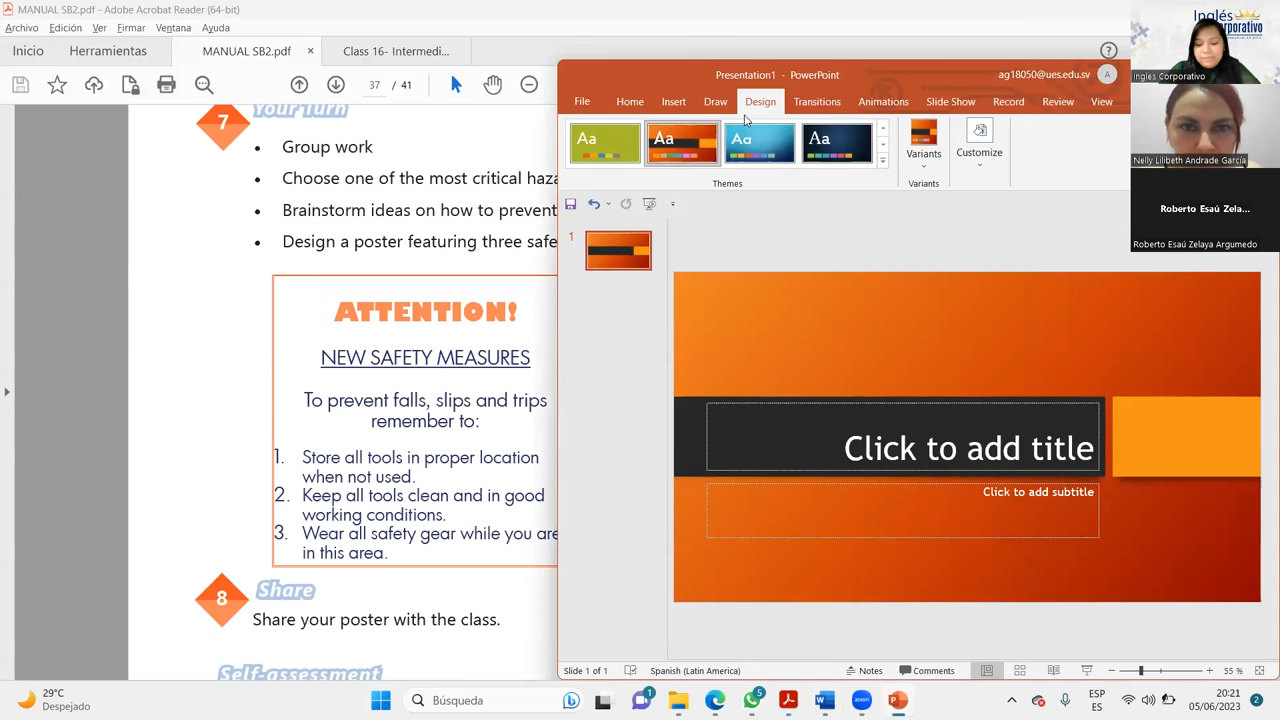 MANUAL SB2.pdf - Adobe Acrobat Reader (64-bit)
Archivo Edición Ver Firmar Ventana Ayuda
Inicio Herramientas MANUAL SB2.pdf × Class 16- Intermedi...
37 / 41
7 Your Turn
• Group work
• Choose one of the most critical haza
• Brainstorm ideas on how to prevent
• Design a poster featuring three safe
ATTENTION!
NEW SAFETY MEASURES
To prevent falls, slips and trips
remember to:
1. Store all tools in proper location
when not used.
2. Keep all tools clean and in good
working conditions.
3. Wear all safety gear while you are
in this area.
8 Share
Share your poster with the class.
Self-assessment
Presentation1 - PowerPoint
ag18050@ues.edu.sv A
File Home Insert Draw Design Transitions Animations Slide Show Record Review View
Aa Aa Aa Aa
Variants Customize
Themes Variants
1
Click to add title
Click to add subtitle
Slide 1 of 1 Spanish (Latin America) Notes Comments 55 %
Inglés
Corporativo
Ingles Corporativo
Nelly Lilibeth Andrade García
Roberto Esaú Zela...
Roberto Esaú Zelaya Argumedo
29°C
Despejado
Búsqueda
1
5
ESP
ES
20:21
05/06/2023
2